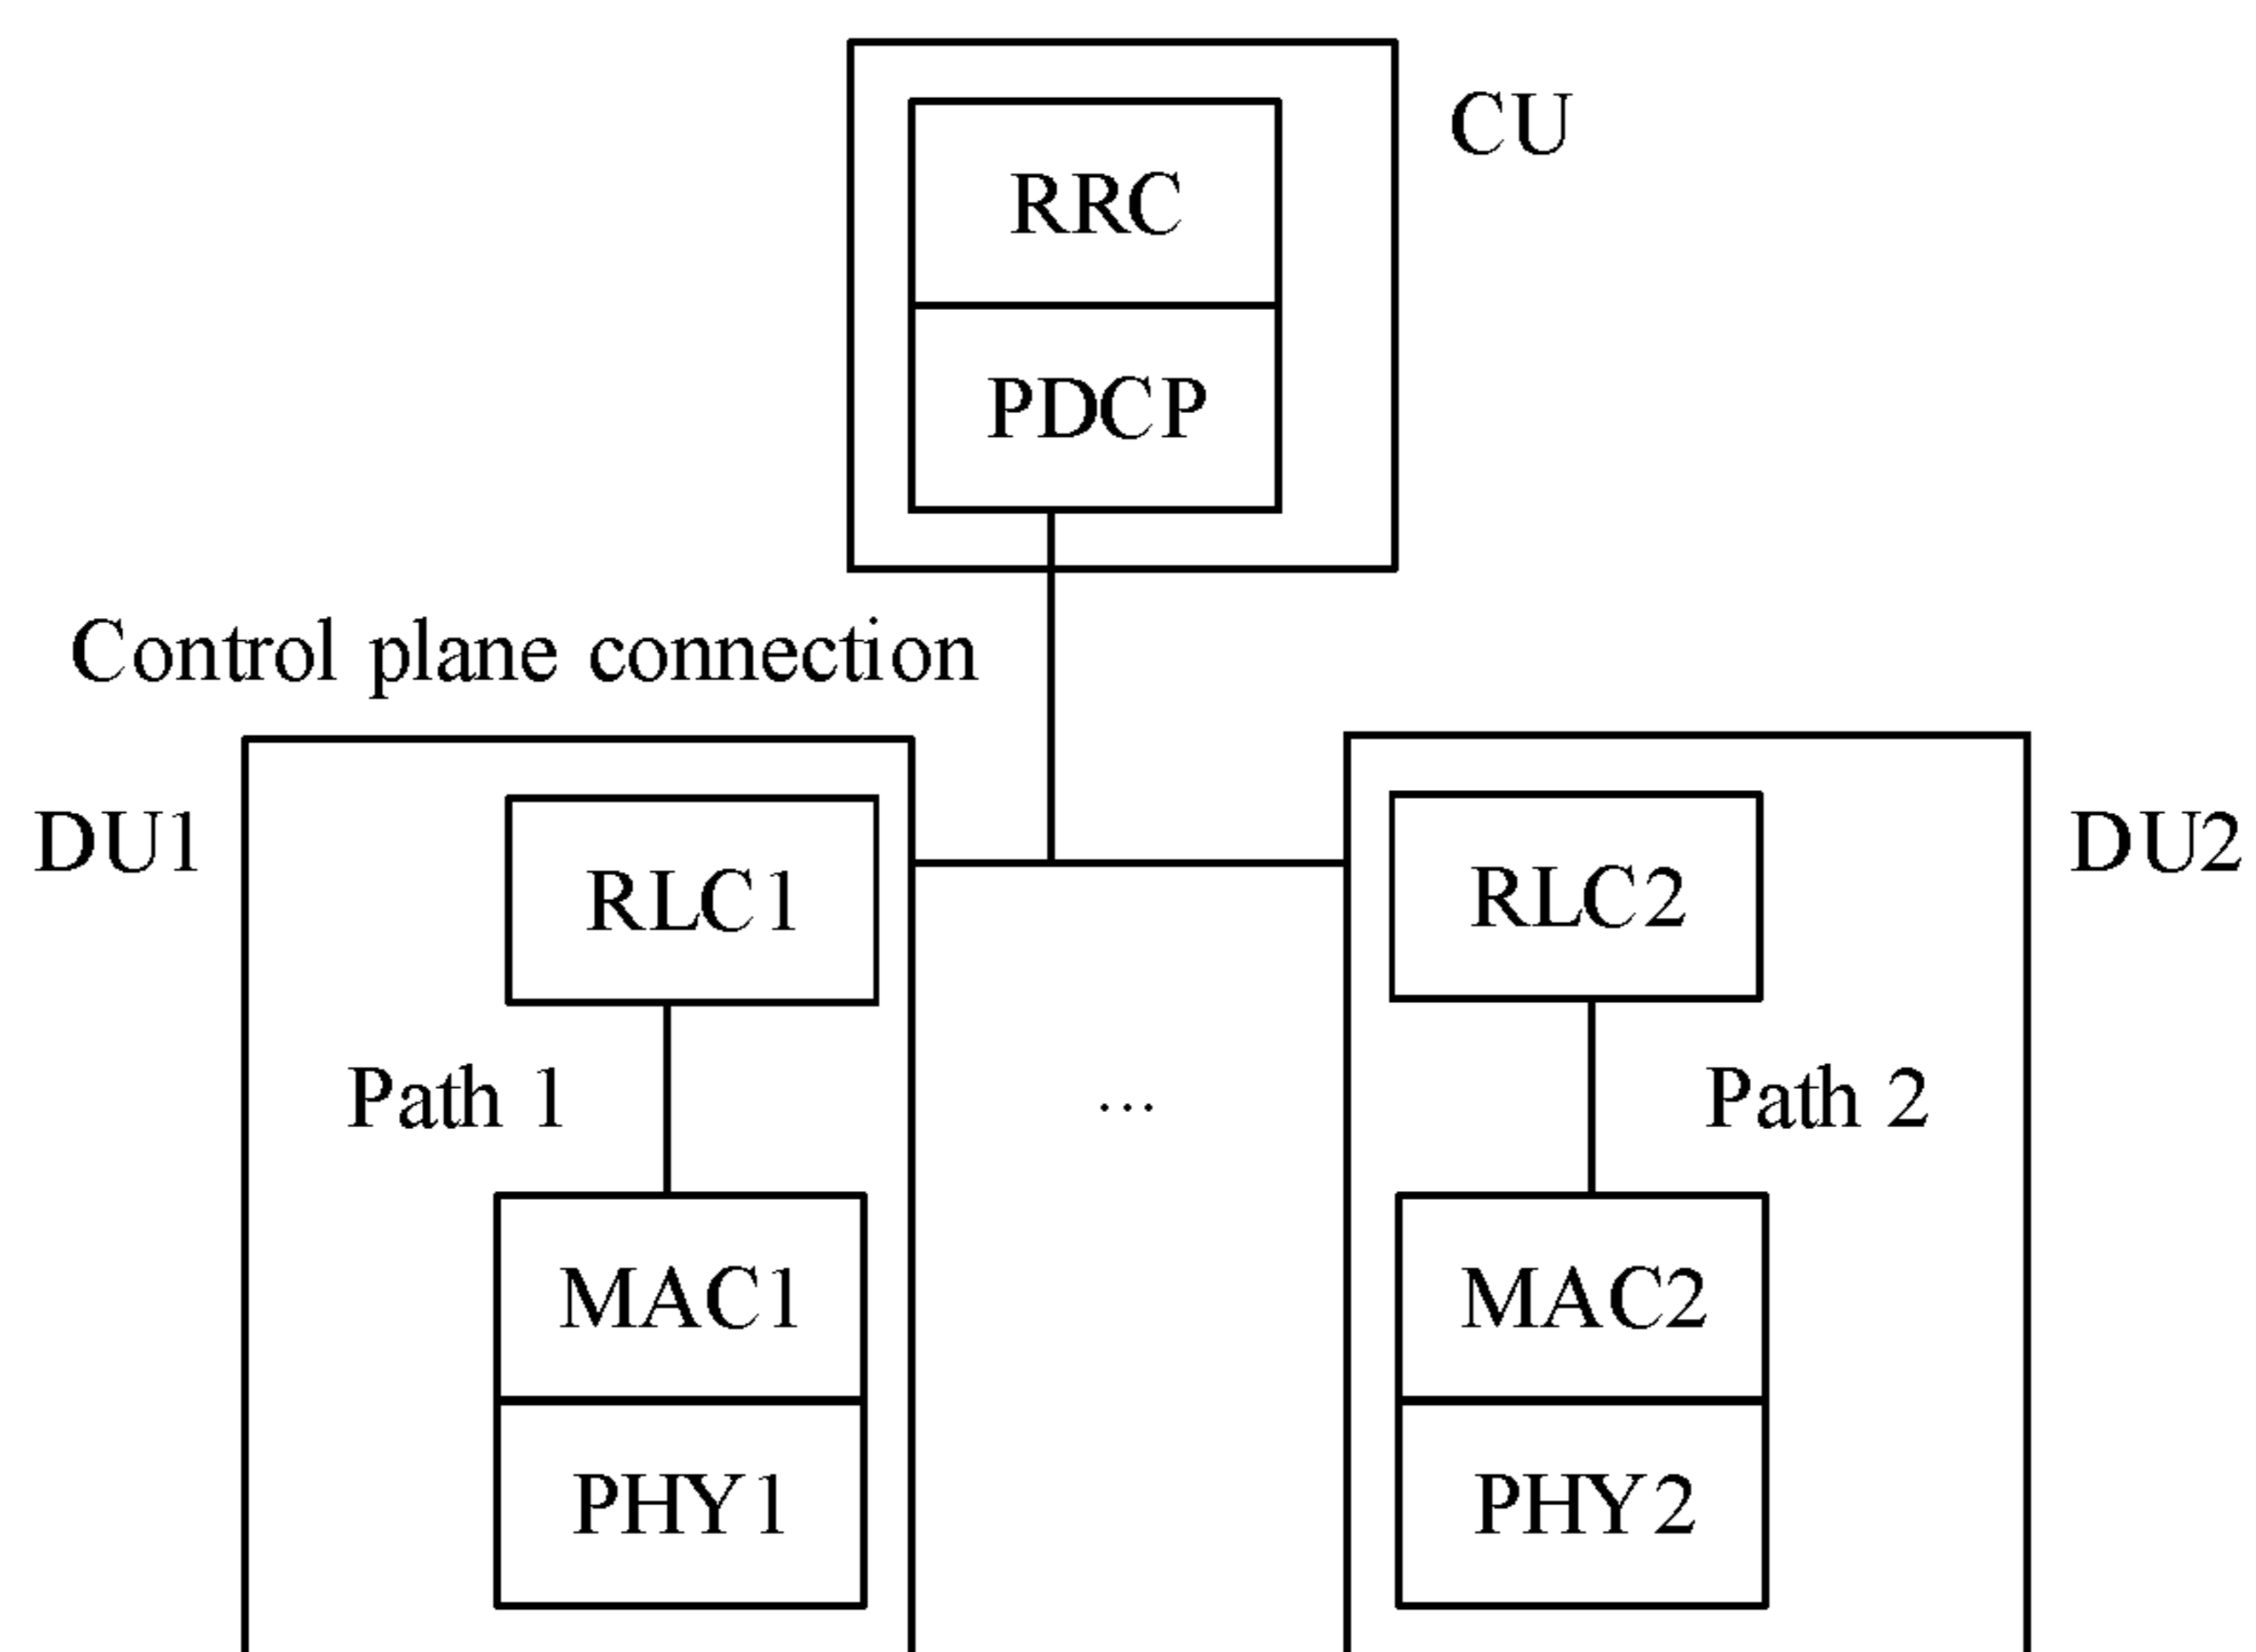 CU
RRC
PDCP
Control plane connection
DU1
RLC1
RLC2
DU2
Path 1
...
Path 2
MAC1
MAC2
PHY1
PHY2